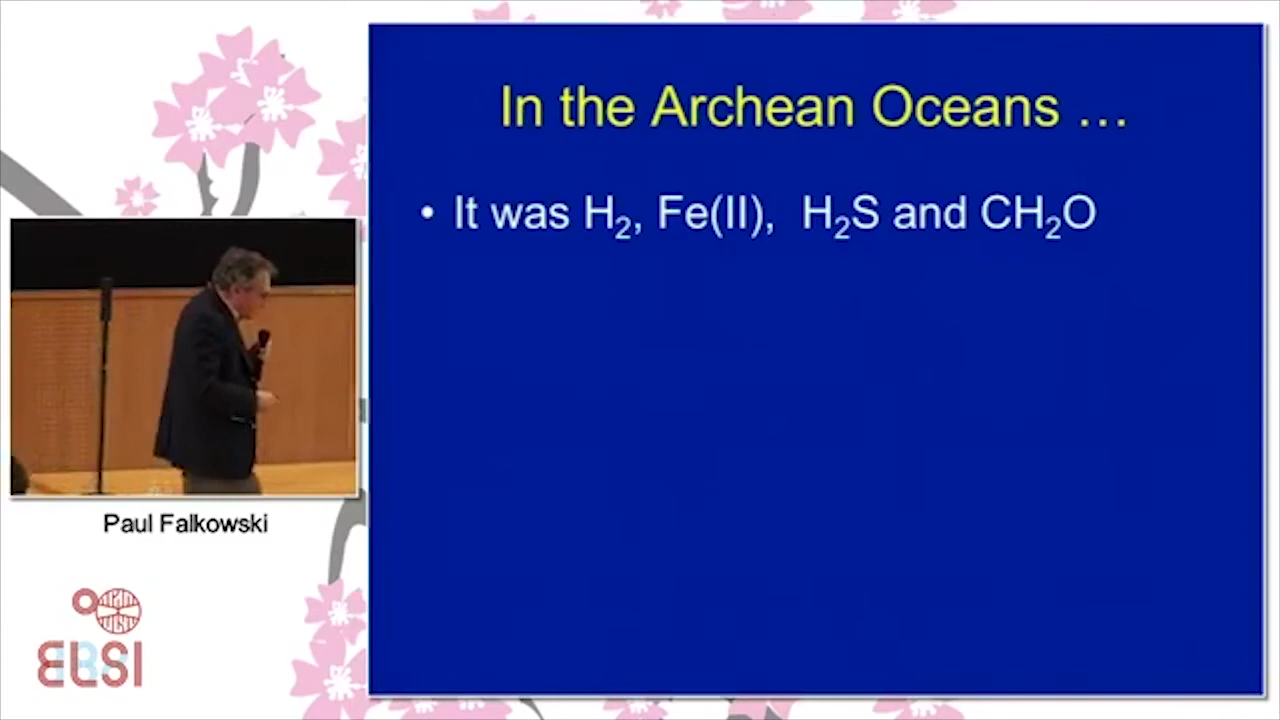 In the Archean Oceans …
• It was H₂, Fe(II),  H₂S and CH₂O
Paul Falkowski
ELSI